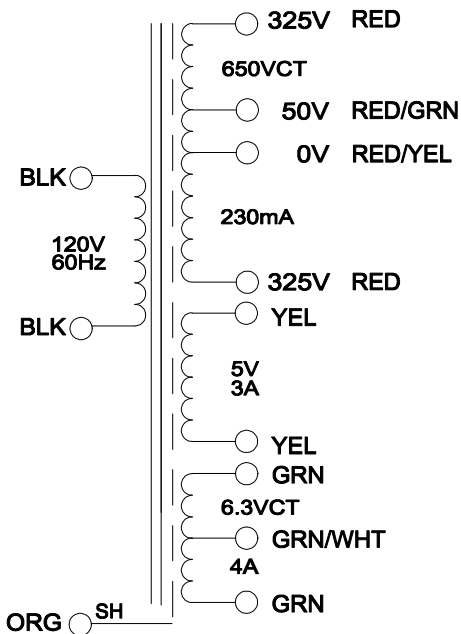 325V RED
650VCT
50V RED/GRN
0V RED/YEL
BLK
230mA
120V
60Hz
325V RED
YEL
BLK
5V
3A
YEL
GRN
6.3VCT
GRN/WHT
4A
GRN
SH
ORG